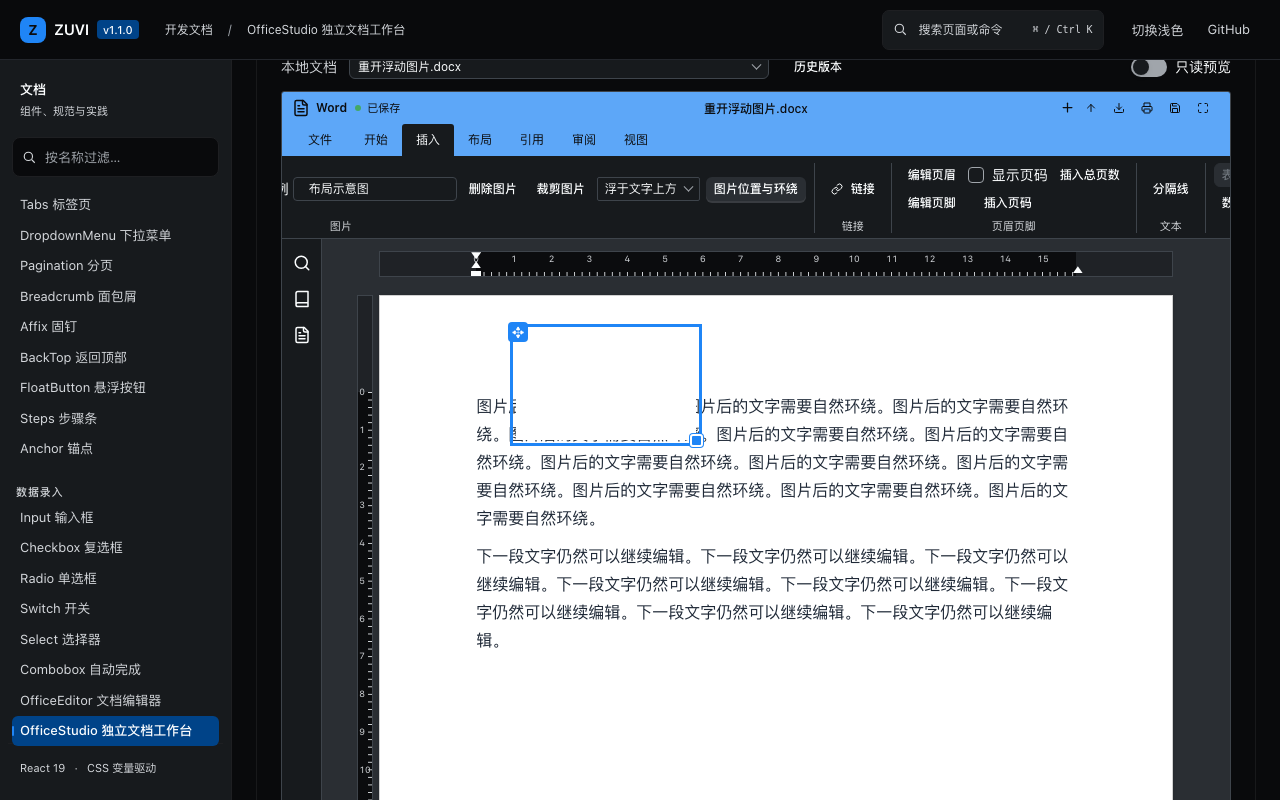 Z ZUVI v1.1.0 开发文档 / OfficeStudio 独立文档工作台 搜索页面或命令 ⌘ / Ctrl K 切换浅色 GitHub
文档
组件、规范与实践
按名称过滤...
Tabs 标签页
DropdownMenu 下拉菜单
Pagination 分页
Breadcrumb 面包屑
Affix 固钉
BackTop 返回顶部
FloatButton 悬浮按钮
Steps 步骤条
Anchor 锚点
数据录入
Input 输入框
Checkbox 复选框
Radio 单选框
Switch 开关
Select 选择器
Combobox 自动完成
OfficeEditor 文档编辑器
OfficeStudio 独立文档工作台
React 19 · CSS 变量驱动
本地文档 重开浮动图片.docx 历史版本 只读预览
Word 已保存 重开浮动图片.docx
文件 开始 插入 布局 引用 审阅 视图
布局示意图 删除图片 裁剪图片 浮于文字上方 图片位置与环绕 链接 编辑页眉 显示页码 插入总页数 分隔线
编辑页脚 插入页码
图片 链接 页眉页脚 文本
1 2 3 4 5 6 7 8 9 10 11 12 13 14 15
0
1
2
3
4
5
6
7
8
9
10
图片 片后的文字需要自然环绕。图片后的文字需要自然环
绕。 。图片后的文字需要自然环绕。图片后的文字需要自
然环绕。图片后的文字需要自然环绕。图片后的文字需要自然环绕。图片后的文字需
要自然环绕。图片后的文字需要自然环绕。图片后的文字需要自然环绕。图片后的文
字需要自然环绕。
下一段文字仍然可以继续编辑。下一段文字仍然可以继续编辑。下一段文字仍然可以
继续编辑。下一段文字仍然可以继续编辑。下一段文字仍然可以继续编辑。下一段文
字仍然可以继续编辑。下一段文字仍然可以继续编辑。下一段文字仍然可以继续编
辑。